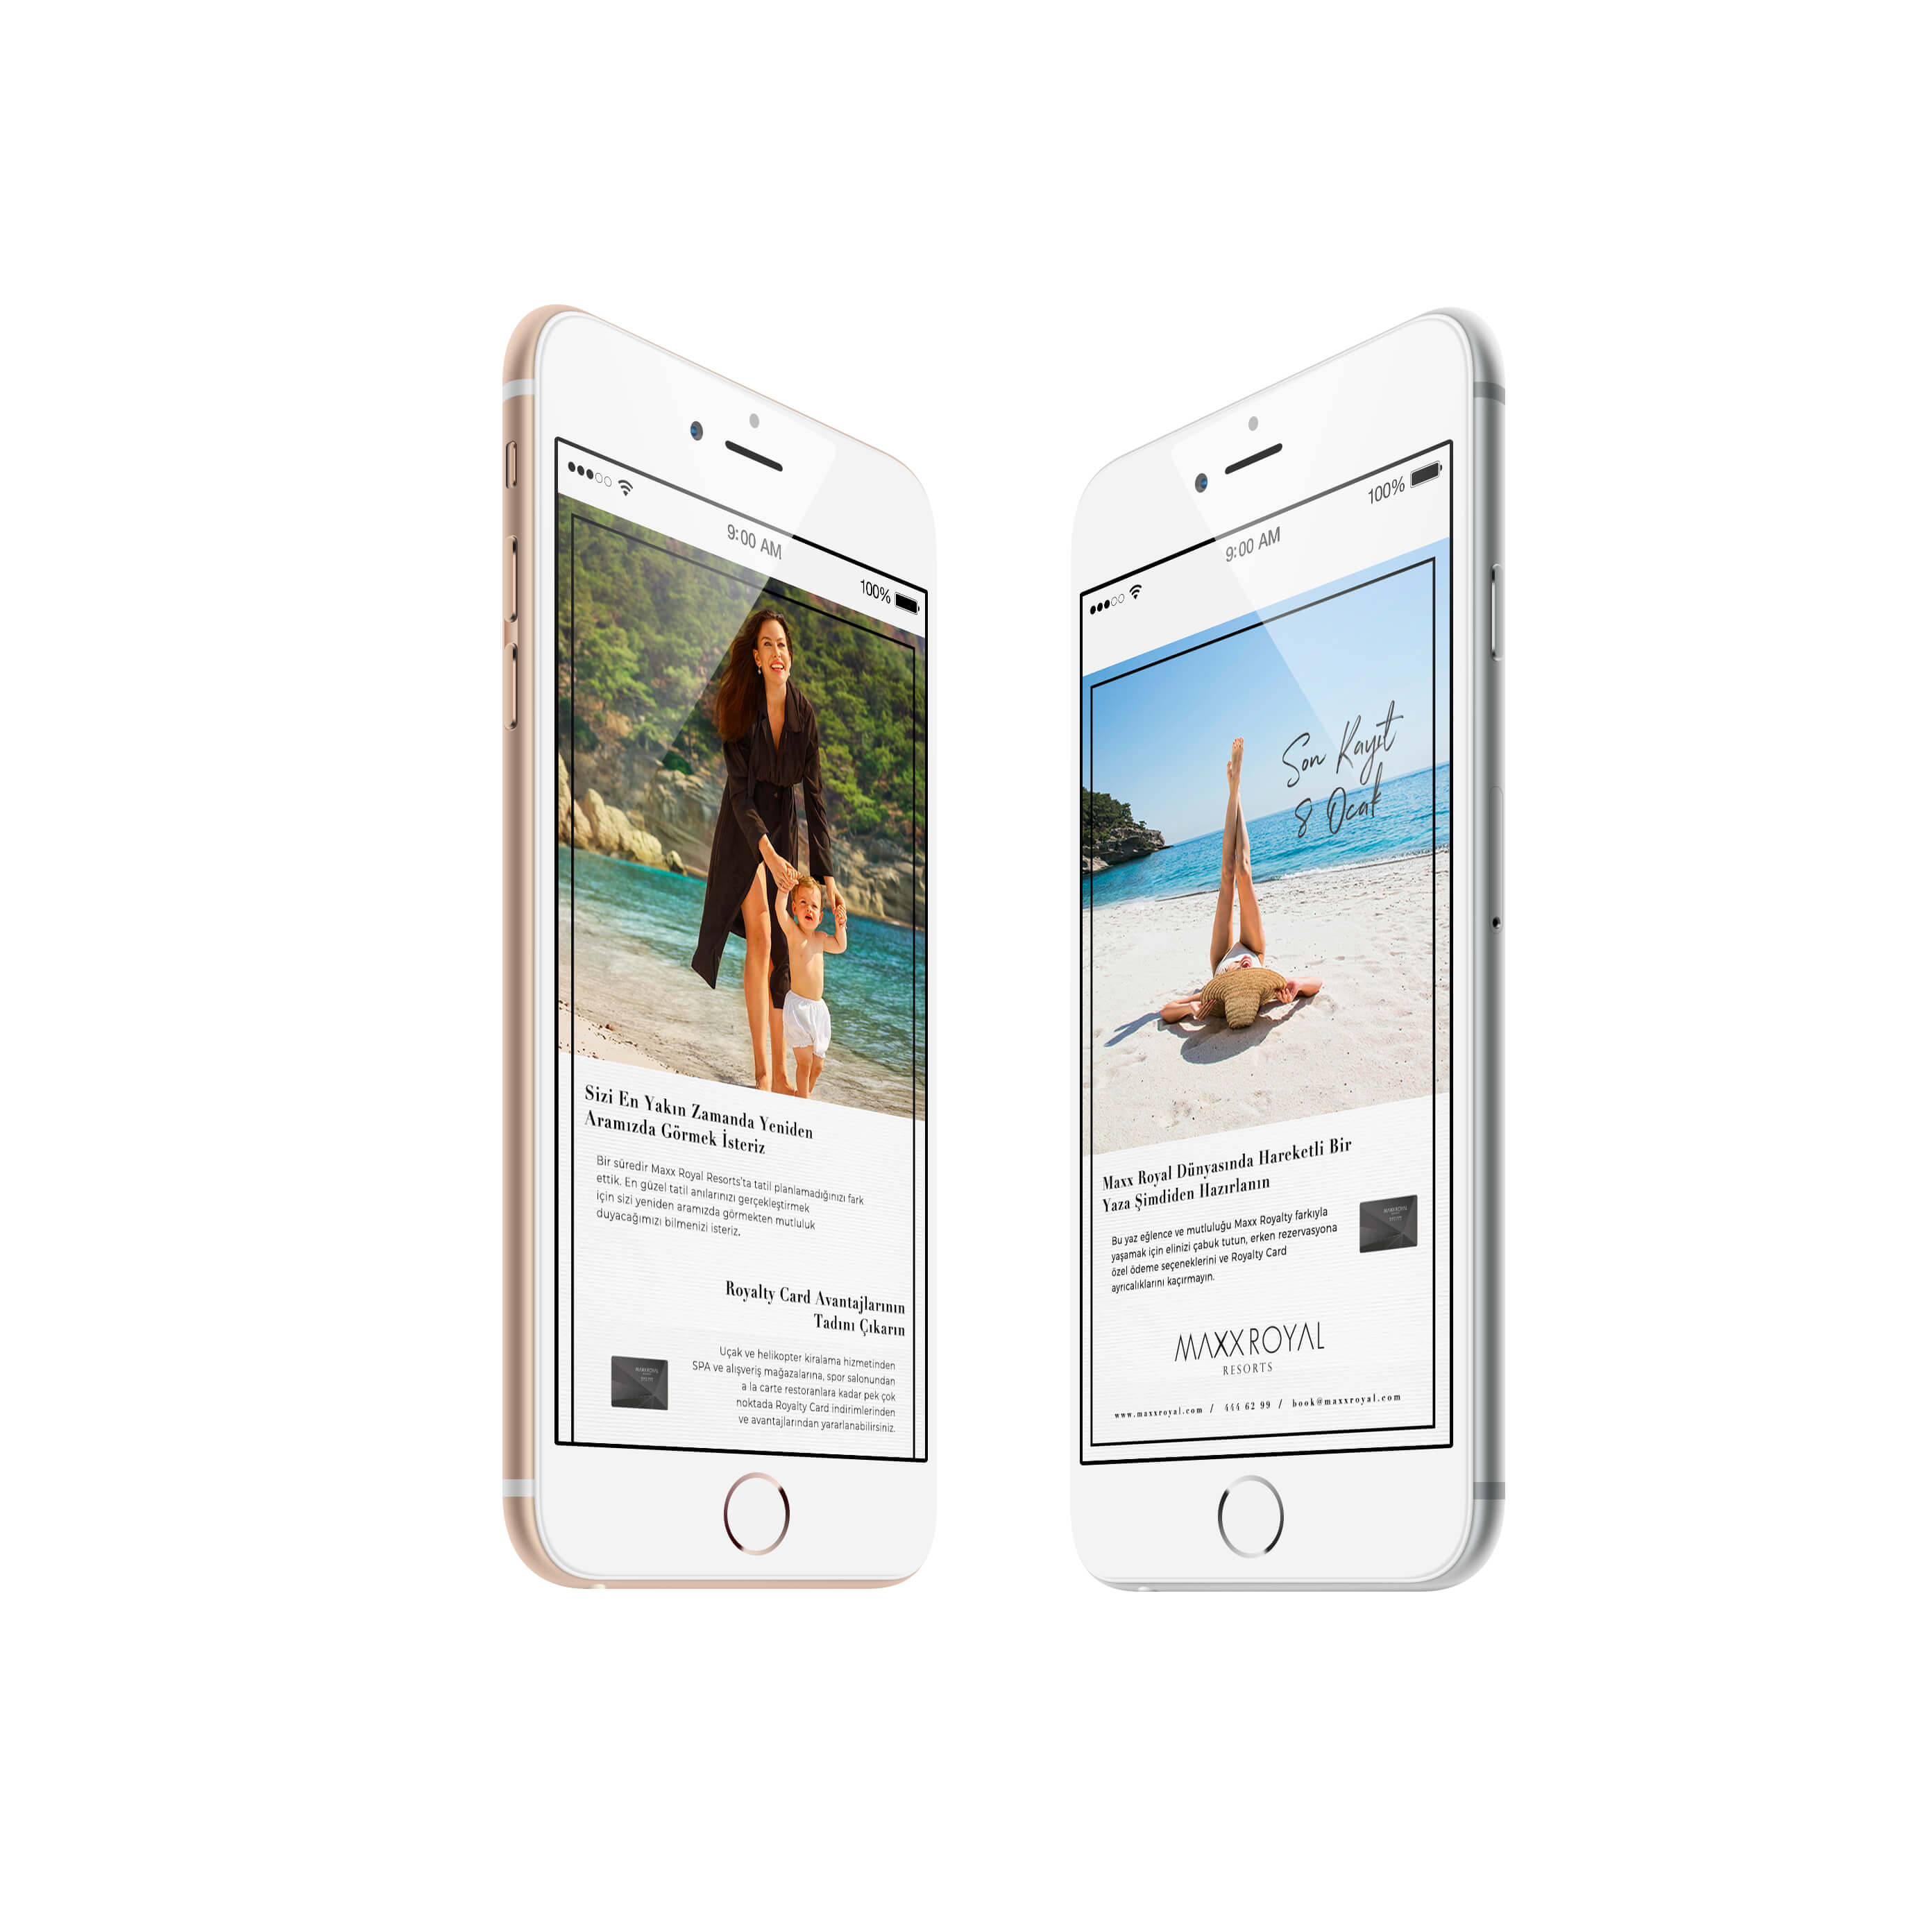 9:00 AM
100%
Sizi En Yakın Zamanda Yeniden
Aramızda Görmek İsteriz
Bir süredir Maxx Royal Resorts'ta tatil planlamadığınızı fark
ettik. En güzel tatil anılarınızı gerçekleştirmek
için sizi yeniden aramızda görmekten mutluluk
duyacağımızı bilmenizi isteriz.
Royalty Card Avantajlarının
Tadını Çıkarın
Uçak ve helikopter kiralama hizmetinden
SPA ve alışveriş mağazalarına, spor salonundan
a la carte restoranlara kadar pek çok
noktada Royalty Card indirimlerinden
ve avantajlarından yararlanabilirsiniz.
MAXX ROYAL
9:00 AM
100%
Son Kayıt
8 Ocak
Maxx Royal Dünyasında Hareketli Bir
Yaza Şimdiden Hazırlanın
Bu yaz eğlence ve mutluluğu Maxx Royalty farkıyla
yaşamak için elinizi çabuk tutun, erken rezervasyona
özel ödeme seçeneklerini ve Royalty Card
ayrıcalıklarını kaçırmayın.
MAXX ROYAL
MAXX ROYAL
RESORTS
www.maxxroyal.com / 444 62 99 / book@maxxroyal.com